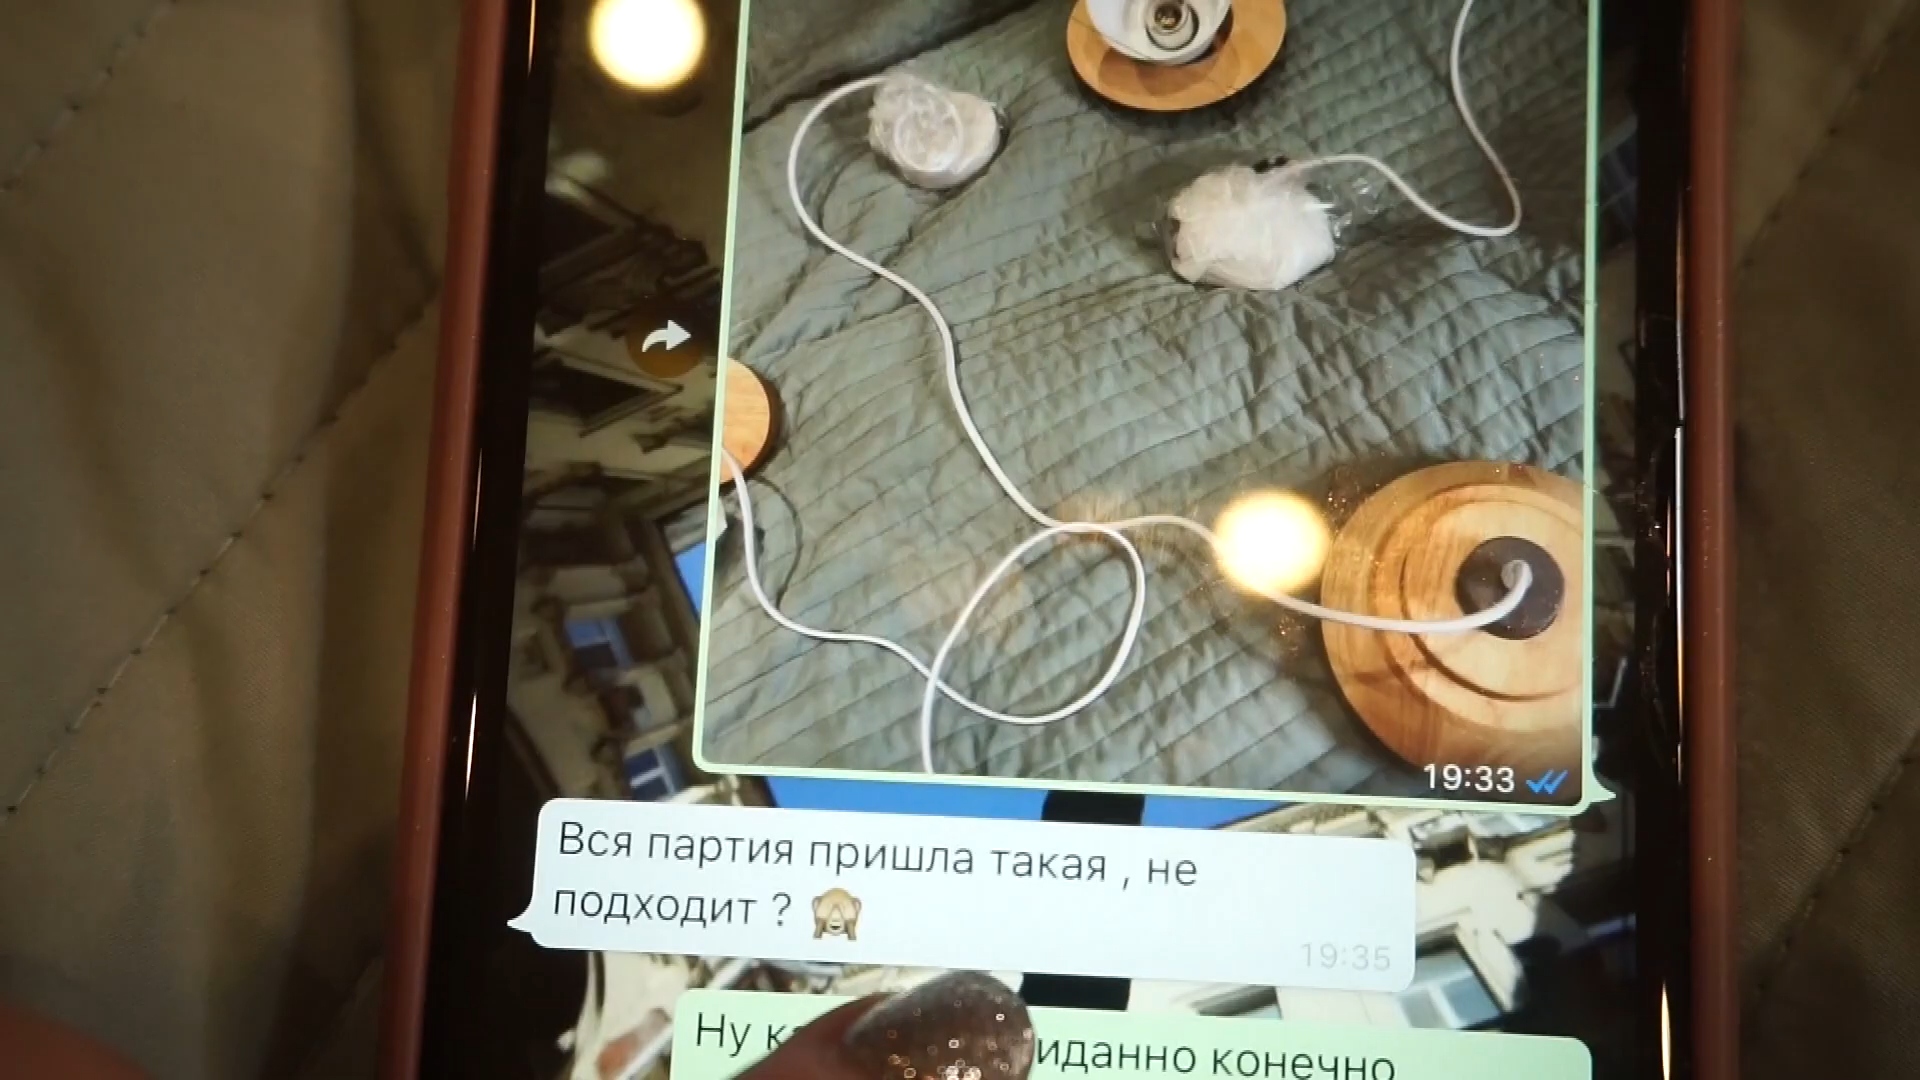 19:33
Вся партия пришла такая , не
подходит ? 🙈
19:35
Ну иданно конечно